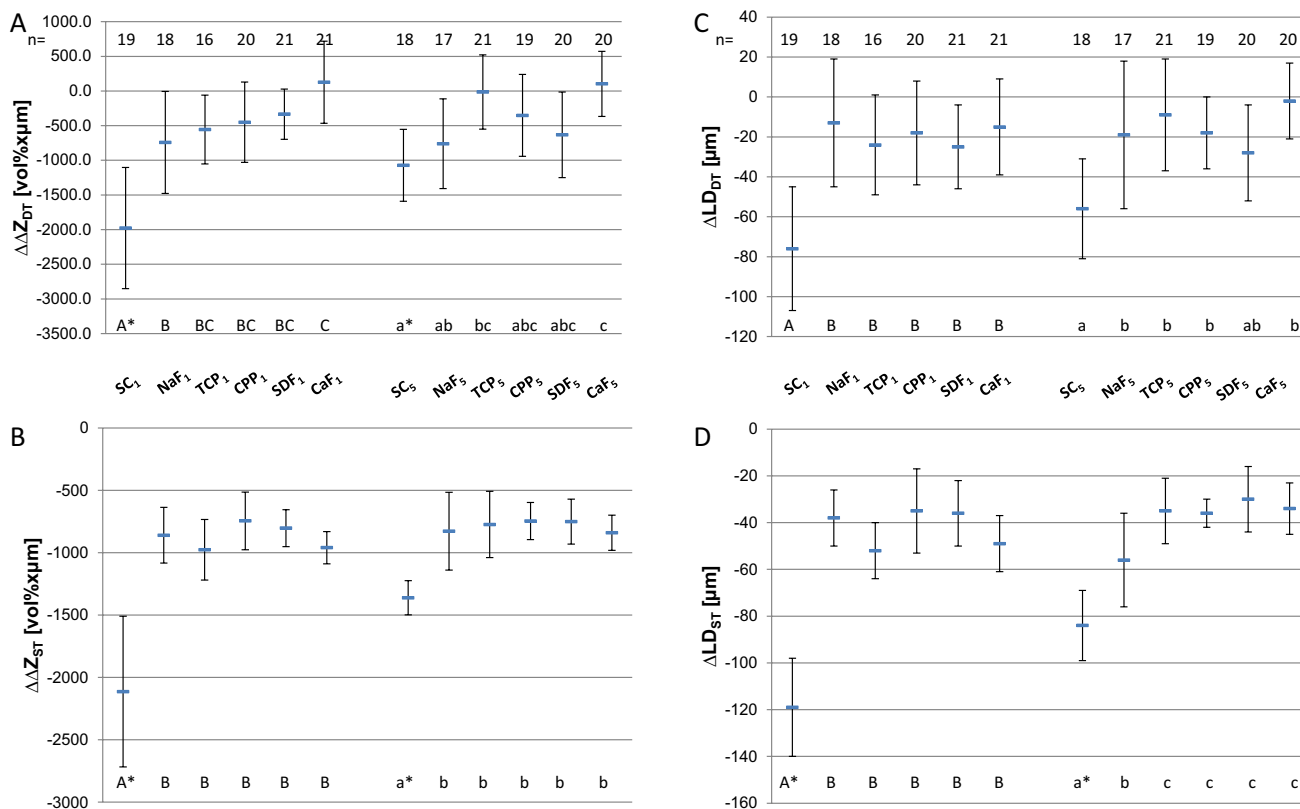 A
ΔΔZDT [vol%xµm]
1000.0
500.0
0.0
-500.0
-1000.0
-1500.0
-2000.0
-2500.0
-3000.0
-3500.0
n=
19 18 16 20 21 21 18 17 21 19 20 20
A* B BC BC BC C a* ab bc abc abc c
SC1 NaF1 TCP1 CPP1 SDF1 CaF1 SC5 NaF5 TCP5 CPP5 SDF5 CaF5
C
ΔLDDT [µm]
40
20
0
-20
-40
-60
-80
-100
-120
n=
19 18 16 20 21 21 18 17 21 19 20 20
A B B B B B a b b b ab b
SC1 NaF1 TCP1 CPP1 SDF1 CaF1 SC5 NaF5 TCP5 CPP5 SDF5 CaF5
B
ΔΔZST [vol%xµm]
0
-500
-1000
-1500
-2000
-2500
-3000
A* B B B B B a* b b b b b
D
ΔLDST [µm]
0
-20
-40
-60
-80
-100
-120
-140
-160
A* B B B B B a* b c c c c